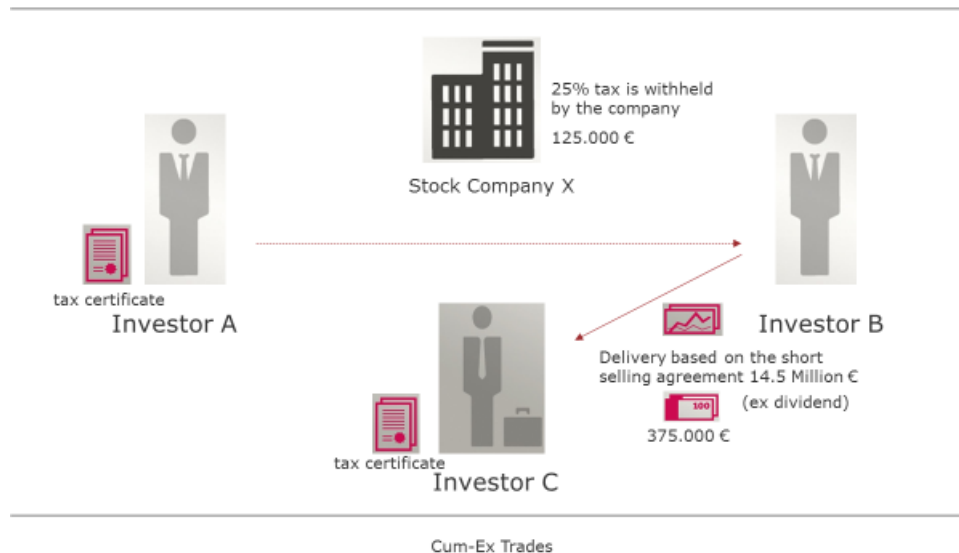 25% tax is withheld
by the company
125.000 €
Stock Company X
tax certificate
Investor A
Investor B
Delivery based on the short
selling agreement 14.5 Million €
(ex dividend)
100
375.000 €
tax certificate
Investor C
Cum-Ex Trades